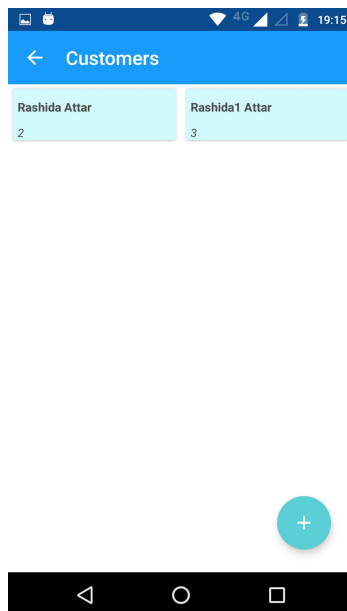 4G 19:15
Customers
Rashida Attar
2
Rashida1 Attar
3
+